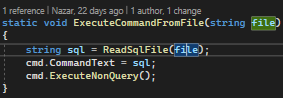 1 reference | Nazar, 22 days ago | 1 author, 1 change
static void ExecuteCommandFromFile(string file)
{
    string sql = ReadSqlFile(file);
    cmd.CommandText = sql;
    cmd.ExecuteNonQuery();
}